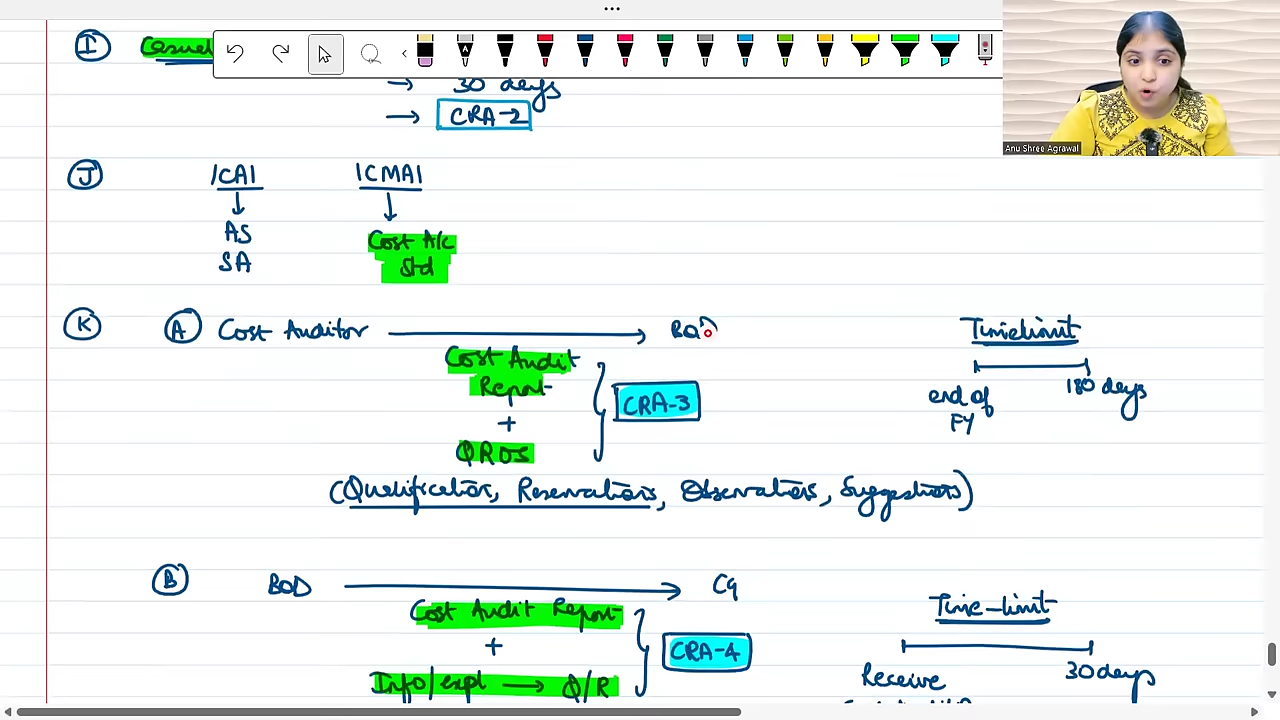 I Casual
→ 30 days
→ CRA-2
Anu Shree Agrawal
J ICAI ICMAI
↓ ↓
AS Cost A/c
SA Std
K A Cost Auditor → BOD Timelimit
Cost Audit
Report
+
QROS
CRA-3
end of FY 180 days
(Qualification, Reservations, Observations, Suggestions)
B BOD → CG Time-limit
Cost Audit Report
+
Info/expl → Q/R
CRA-4
Receive 30 days